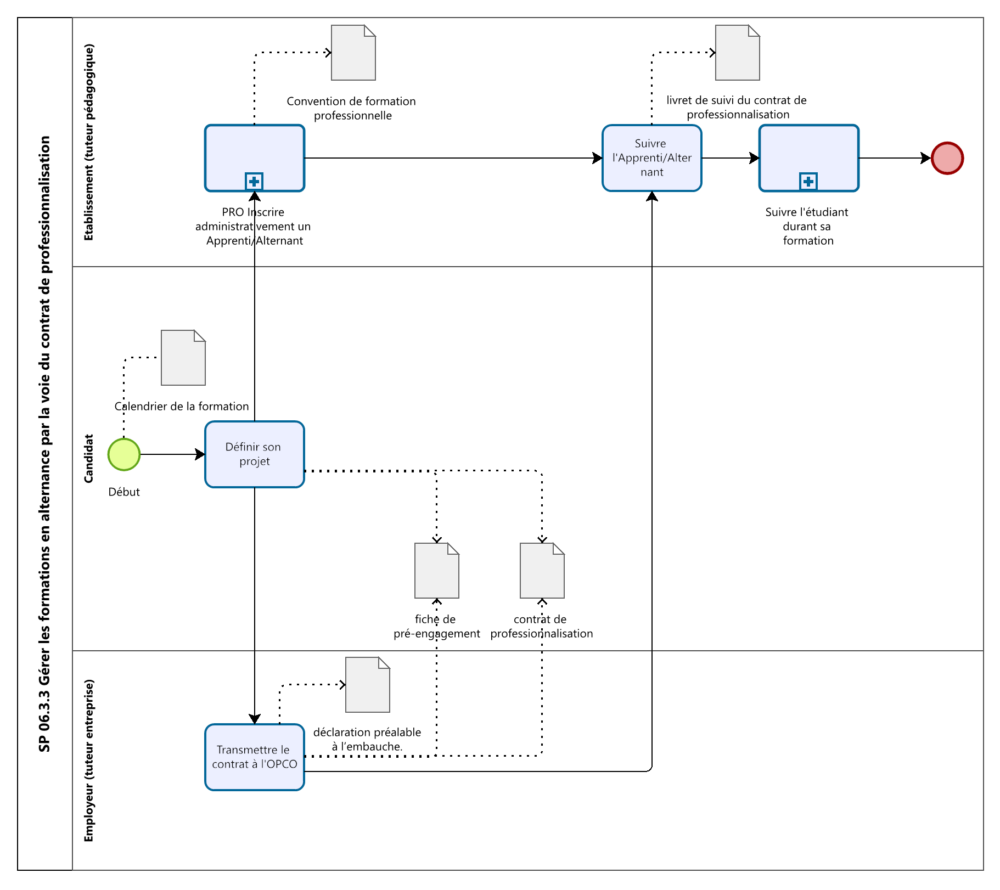 SP 06.3.3 Gérer les formations en alternance par la voie du contrat de professionnalisation
Etablissement (tuteur pédagogique)
Convention de formation
professionnelle
livret de suivi du contrat de
professionnalisation
Suivre
l'Apprenti/Alter
nant
PRO Inscrire
administrativement un
Apprenti/Alternant
Suivre l'étudiant
durant sa
formation
Candidat
Calendrier de la formation
Définir son
projet
Début
fiche de
pré-engagement
contrat de
professionnalisation
Employeur (tuteur entreprise)
déclaration préalable
à l’embauche.
Transmettre le
contrat à l'OPCO